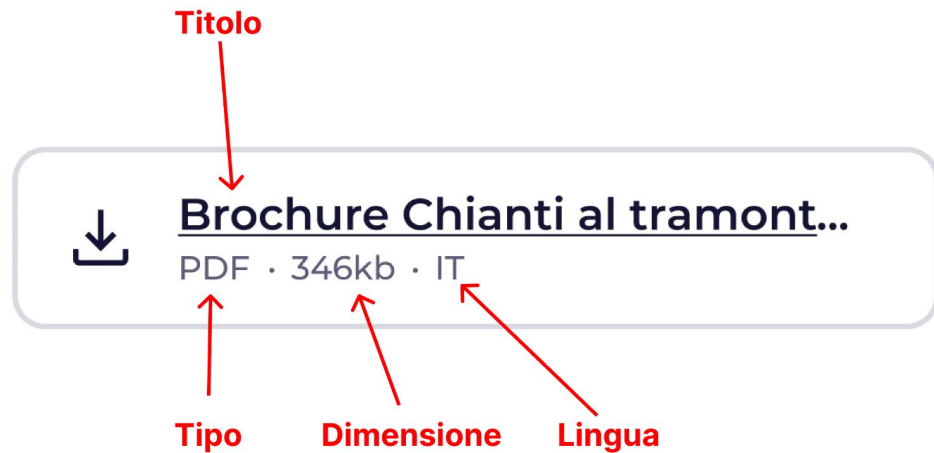 Titolo
Brochure Chianti al tramont...
PDF · 346kb · IT
Tipo Dimensione Lingua